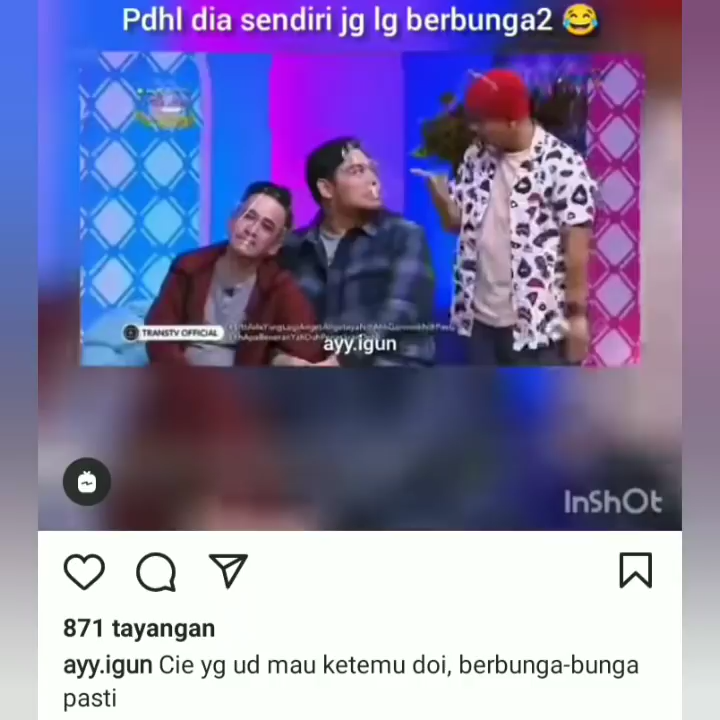 Pdhl dia sendiri jg lg berbunga2 😂
TRANSTV OFFICIAL
ayy.igun
InShOt
871 tayangan
ayy.igun Cie yg ud mau ketemu doi, berbunga-bunga
pasti